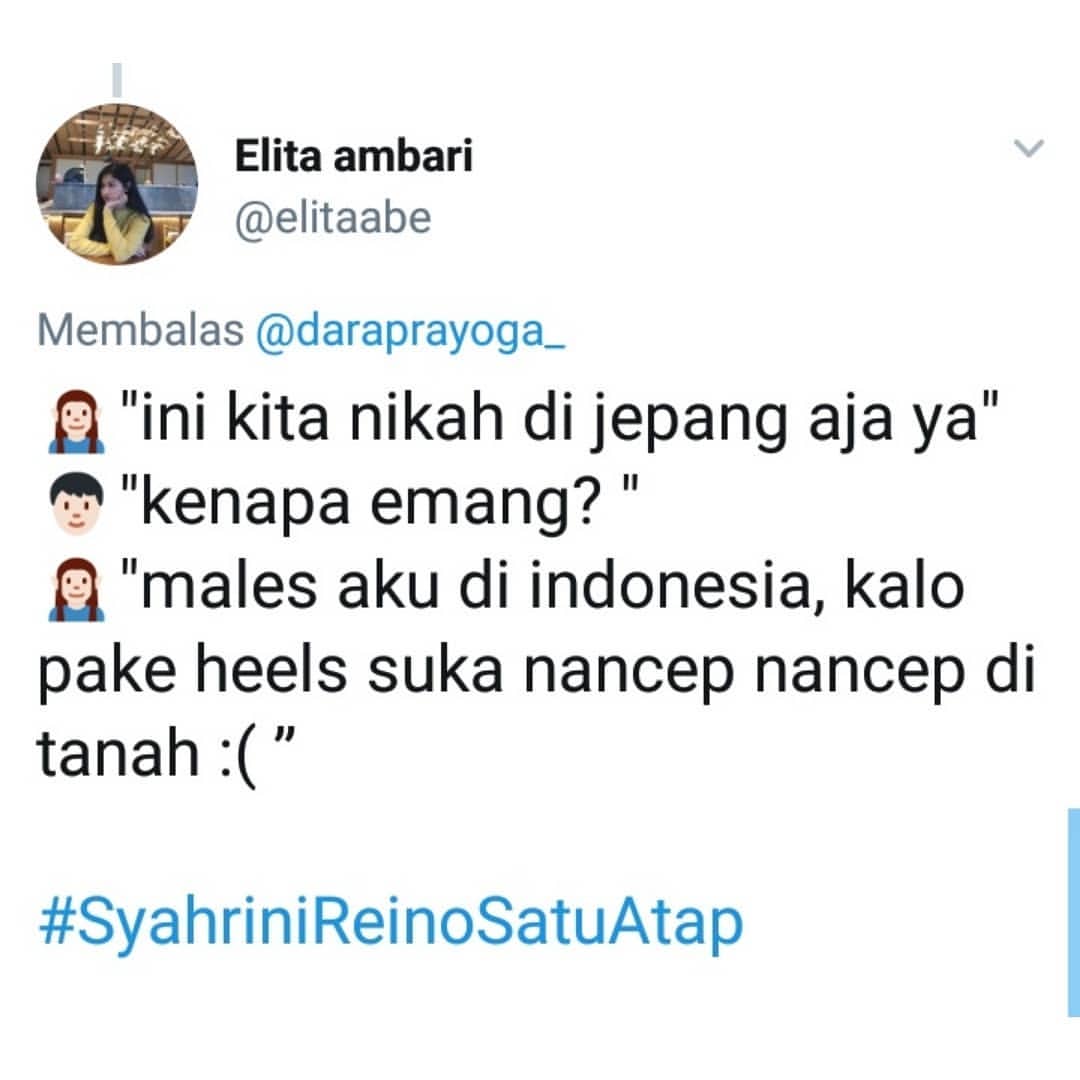 Elita ambari
@elitaabe
Membalas @daraprayoga_
"ini kita nikah di jepang aja ya"
"kenapa emang? "
"males aku di indonesia, kalo
pake heels suka nancep nancep di
tanah :( ”
#SyahriniReinoSatuAtap